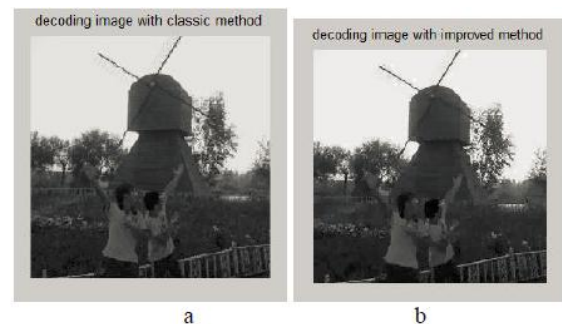 decoding image with classic method
decoding image with improved method
a
b